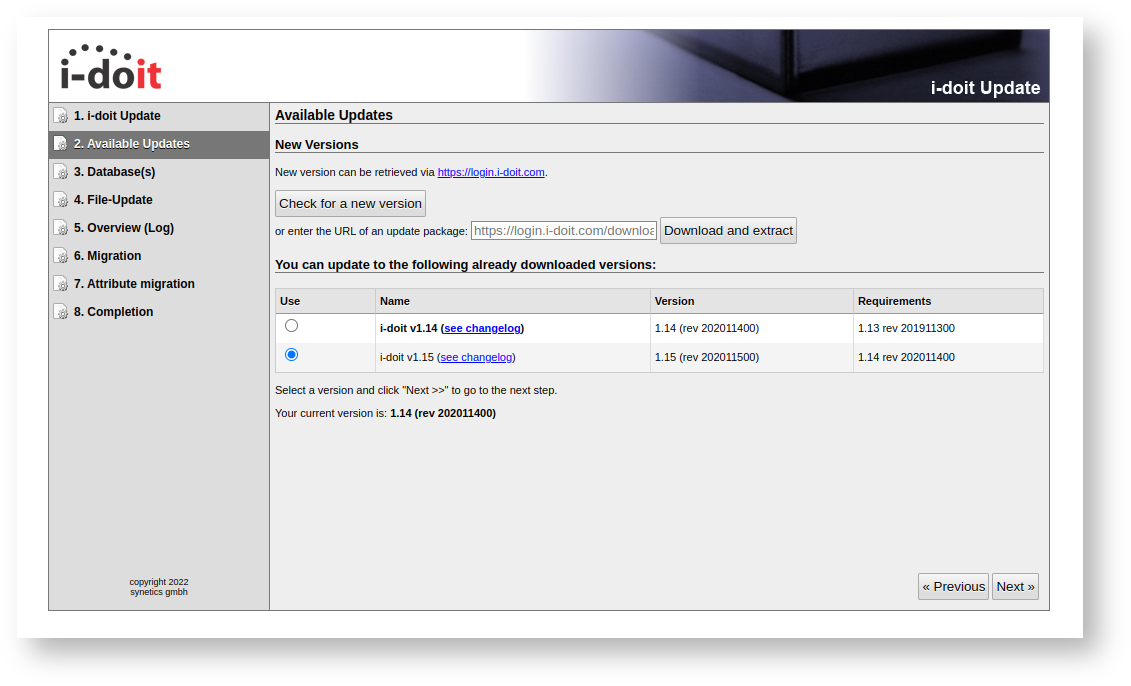 i-doit
i-doit Update
1. i-doit Update
2. Available Updates
3. Database(s)
4. File-Update
5. Overview (Log)
6. Migration
7. Attribute migration
8. Completion
copyright 2022
synetics gmbh
Available Updates
New Versions
New version can be retrieved via https://login.i-doit.com.
Check for a new version
or enter the URL of an update package: https://login.i-doit.com/downloa Download and extract
You can update to the following already downloaded versions:
Use Name Version Requirements
i-doit v1.14 (see changelog) 1.14 (rev 202011400) 1.13 rev 201911300
i-doit v1.15 (see changelog) 1.15 (rev 202011500) 1.14 rev 202011400
Select a version and click "Next >>" to go to the next step.
Your current version is: 1.14 (rev 202011400)
« Previous Next »